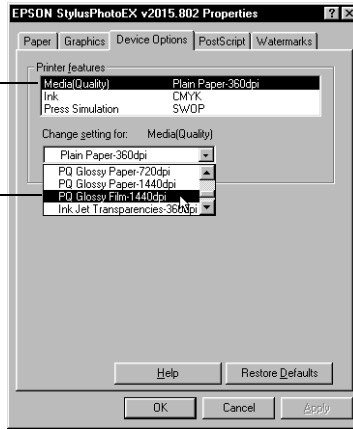 EPSON StylusPhotoEX v2015.802 Properties
Paper Graphics Device Options PostScript Watermarks
Printer features
Media(Quality) Plain Paper-360dpi
Ink CMYK
Press Simulation SWOP
Change setting for: Media(Quality)
Plain Paper-360dpi
PQ Glossy Paper-720dpi
PQ Glossy Paper-1440dpi
PQ Glossy Film-1440dpi
Ink Jet Transparencies-360dpi
Help Restore Defaults
OK Cancel Apply